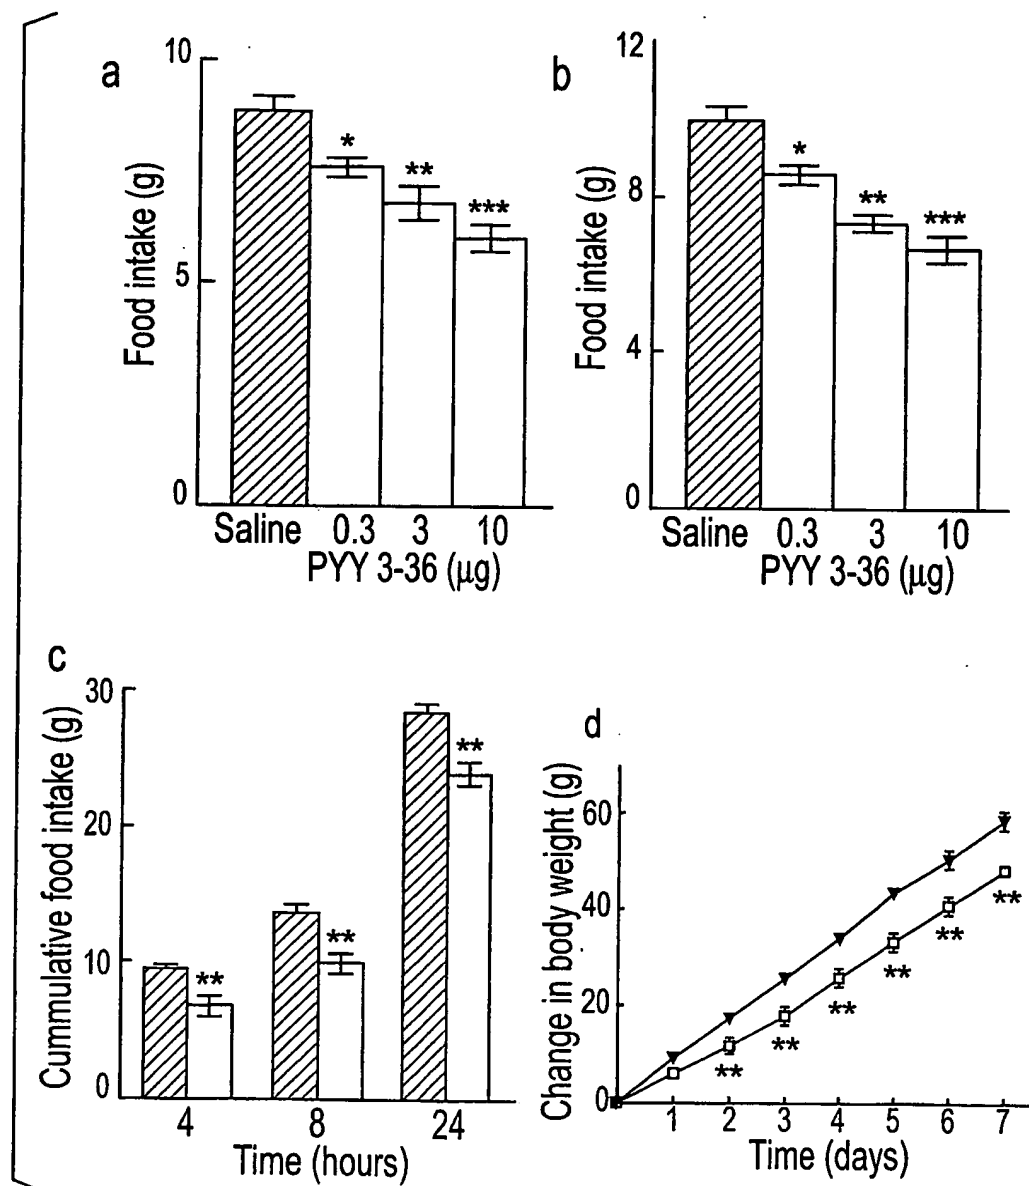 a
Food intake (g)
10
5
0
*
**
***
Saline 0.3 3 10
PYY 3-36 (μg)
b
Food intake (g)
12
8
4
0
*
**
***
Saline 0.3 3 10
PYY 3-36 (μg)
c
Cummulative food intake (g)
30
20
10
0
**
**
**
4 8 24
Time (hours)
d
Change in body weight (g)
60
40
20
0
**
**
**
**
**
**
1 2 3 4 5 6 7
Time (days)